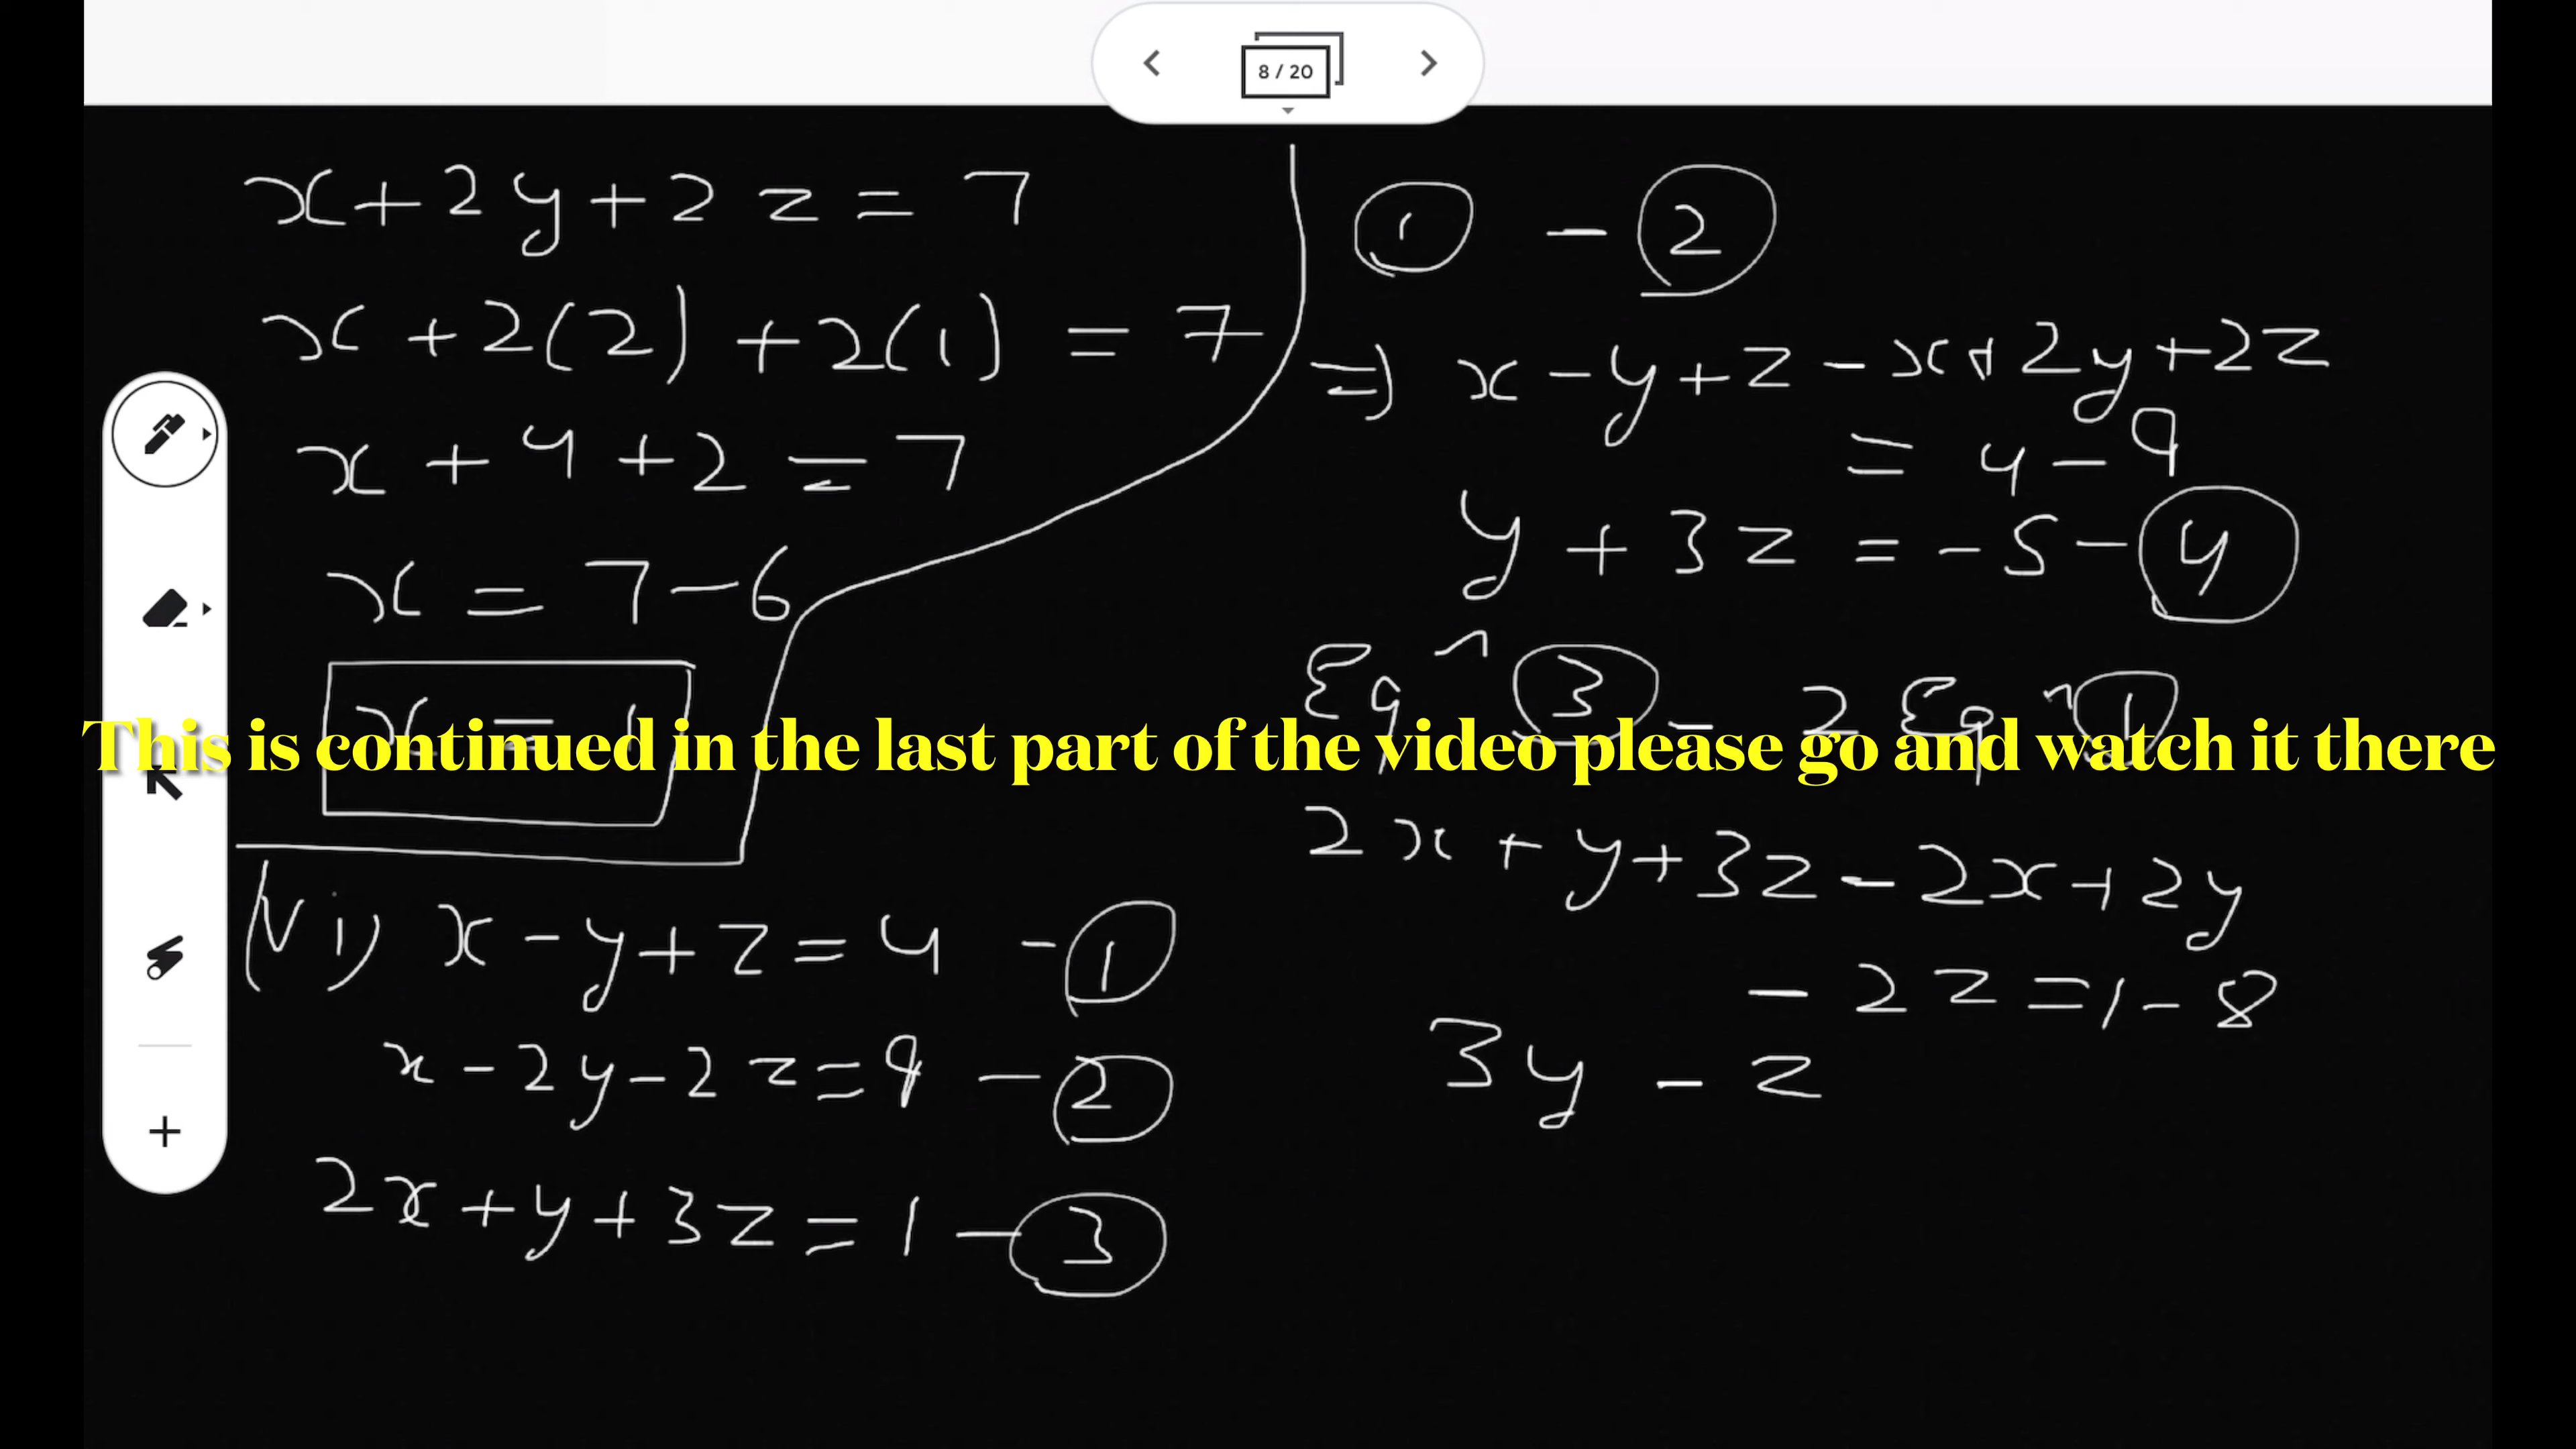 8 / 20
x + 2y + 2z = 7
x + 2(2) + 2(1) = 7
x + 4 + 2 = 7
x = 7 - 6
x = 1
(vi) x - y + z = 4 - ①
x - 2y - 2z = 9 - ②
2x + y + 3z = 1 - ③
① - ②
⇒ x - y + z - x + 2y + 2z
= 4 - 9
y + 3z = -5 - ④
Eqⁿ ③ - 2 Eqⁿ ①
This is continued in the last part of the video please go and watch it there
2x + y + 3z - 2x + 2y
- 2z = 1 - 8
3y - z